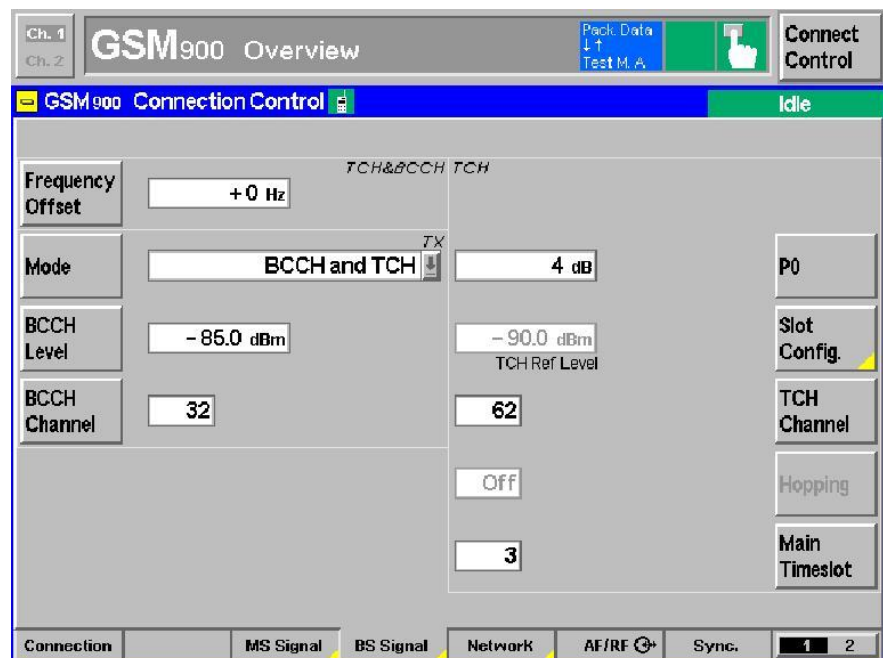 Ch. 1
Ch. 2
GSM900 Overview
Pack. Data
↓↑
Test M. A.
Connect
Control
GSM900 Connection Control
Idle
TCH&BCCH TCH
Frequency
Offset
+0 Hz
TX
Mode
BCCH and TCH
4 dB
P0
BCCH
Level
-85.0 dBm
-90.0 dBm
TCH Ref Level
Slot
Config.
BCCH
Channel
32
62
TCH
Channel
Off
Hopping
3
Main
Timeslot
Connection MS Signal BS Signal Network AF/RF Sync. 1 2